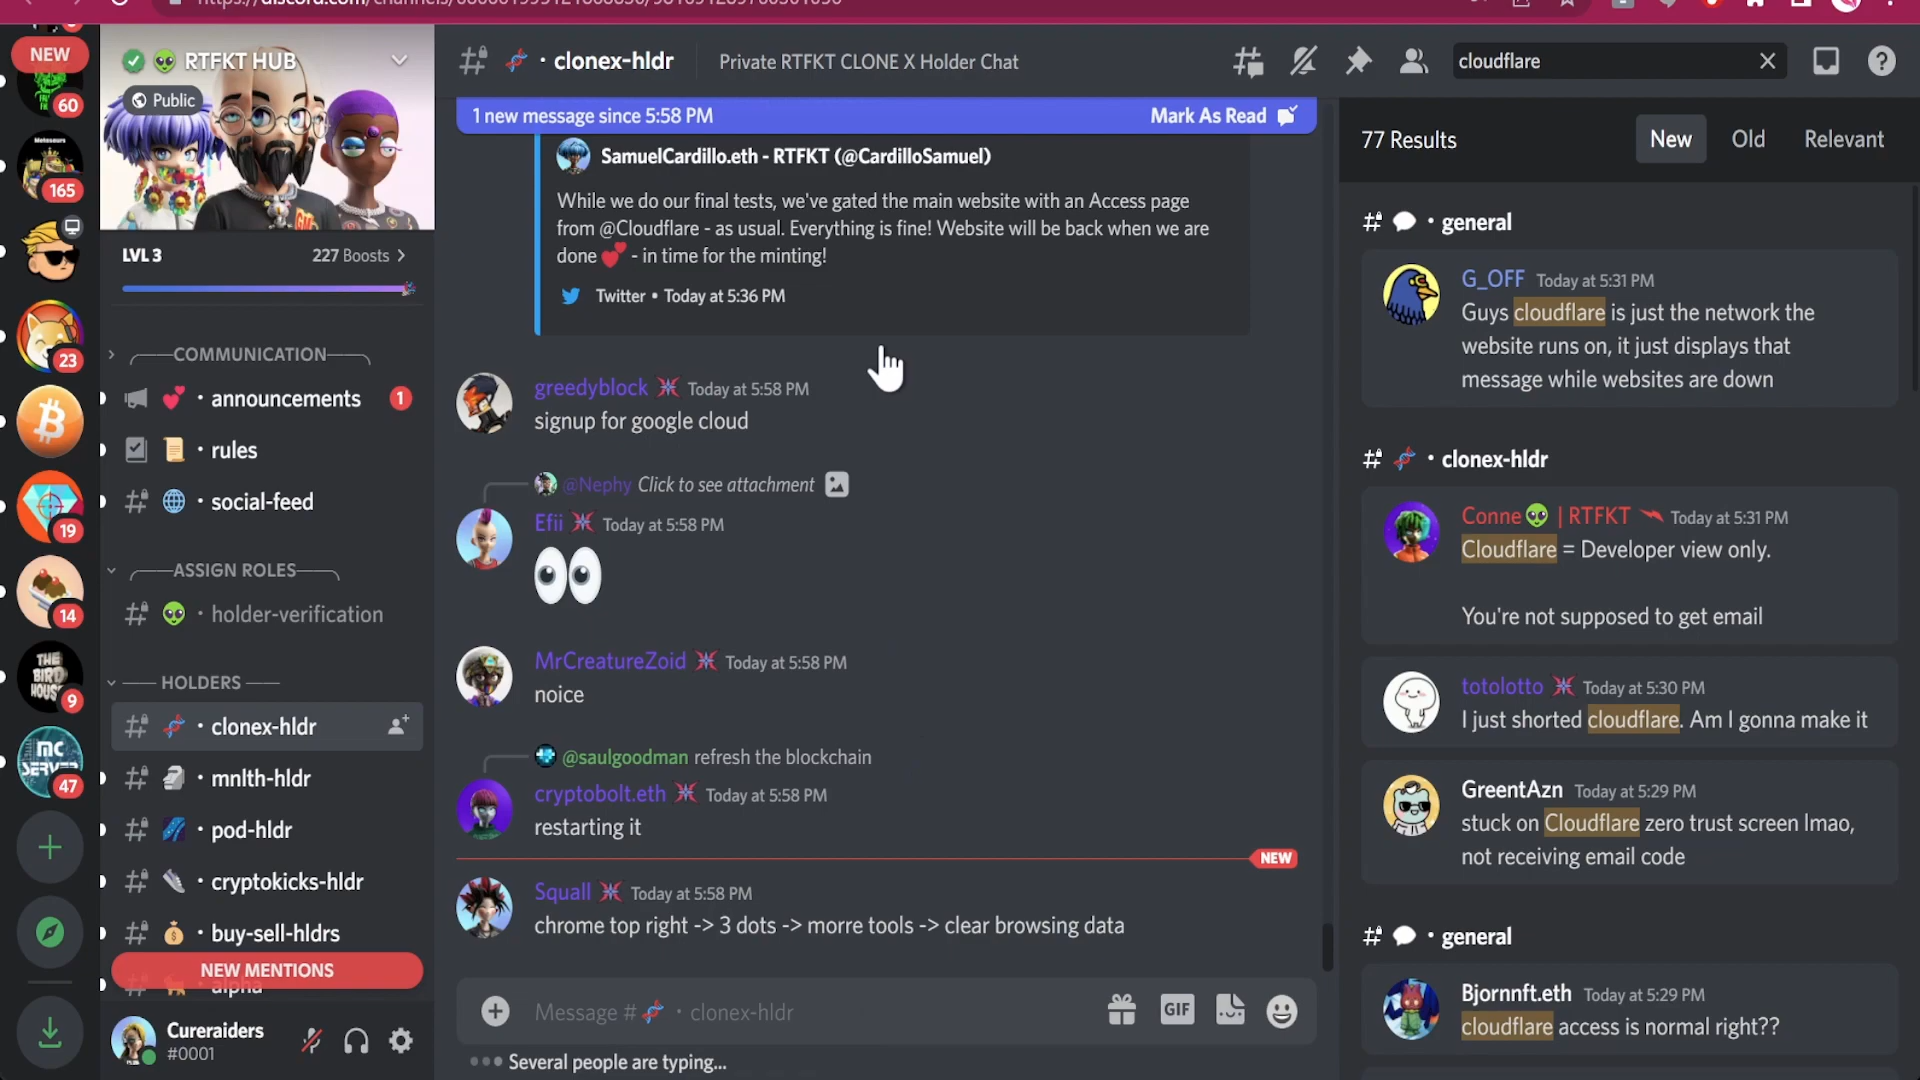 NEW
60
165
23
19
14
THE
BIRD
HOUSE
9
MC
SERVER
47
RTFKT HUB
Public
LVL 3
227 Boosts
COMMUNICATION
announcements
1
rules
social-feed
ASSIGN ROLES
holder-verification
HOLDERS
clonex-hldr
mnlth-hldr
pod-hldr
cryptokicks-hldr
buy-sell-hldrs
NEW MENTIONS
alpha
Cureraiders
#0001
clonex-hldr
Private RTFKT CLONE X Holder Chat
cloudflare
1 new message since 5:58 PM
Mark As Read
SamuelCardillo.eth - RTFKT (@CardilloSamuel)
While we do our final tests, we've gated the main website with an Access page
from @Cloudflare - as usual. Everything is fine! Website will be back when we are
done 💕 - in time for the minting!
Twitter • Today at 5:36 PM
greedyblock Today at 5:58 PM
signup for google cloud
@Nephy Click to see attachment
Efii Today at 5:58 PM
👀
MrCreatureZoid Today at 5:58 PM
noice
@saulgoodman refresh the blockchain
cryptobolt.eth Today at 5:58 PM
restarting it
NEW
Squall Today at 5:58 PM
chrome top right -> 3 dots -> morre tools -> clear browsing data
Message # 🧬 · clonex-hldr
GIF
Several people are typing...
77 Results
New
Old
Relevant
general
G_OFF Today at 5:31 PM
Guys cloudflare is just the network the
website runs on, it just displays that
message while websites are down
clonex-hldr
Conne👽 | RTFKT Today at 5:31 PM
Cloudflare = Developer view only.
You're not supposed to get email
totolotto Today at 5:30 PM
I just shorted cloudflare. Am I gonna make it
GreentAzn Today at 5:29 PM
stuck on Cloudflare zero trust screen lmao,
not receiving email code
general
Bjornnft.eth Today at 5:29 PM
cloudflare access is normal right??